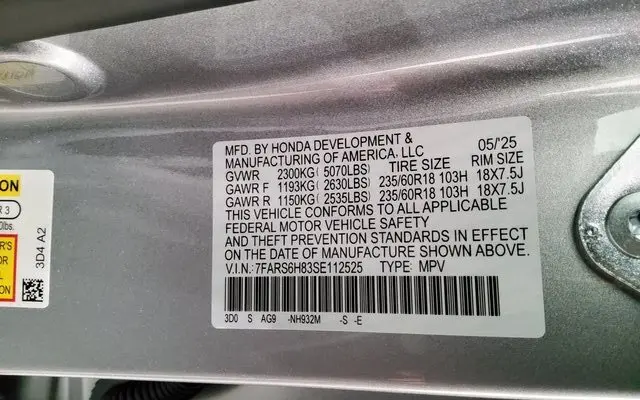 MFD. BY HONDA DEVELOPMENT & 05/'25
MANUFACTURING OF AMERICA, LLC
GVWR 2300KG( 5070LBS) TIRE SIZE RIM SIZE
GAWR F 1193KG( 2630LBS) 235/60R18 103H 18X7.5J
GAWR R 1150KG( 2535LBS) 235/60R18 103H 18X7.5J
THIS VEHICLE CONFORMS TO ALL APPLICABLE
FEDERAL MOTOR VEHICLE SAFETY
AND THEFT PREVENTION STANDARDS IN EFFECT
ON THE DATE OF MANUFACTURE SHOWN ABOVE.
V.I.N.: 7FARS6H83SE112525 TYPE: MPV
3D0 S AG9 -NH932M -S -E
ION
R 3
lbs.
R'S
3D4 A2